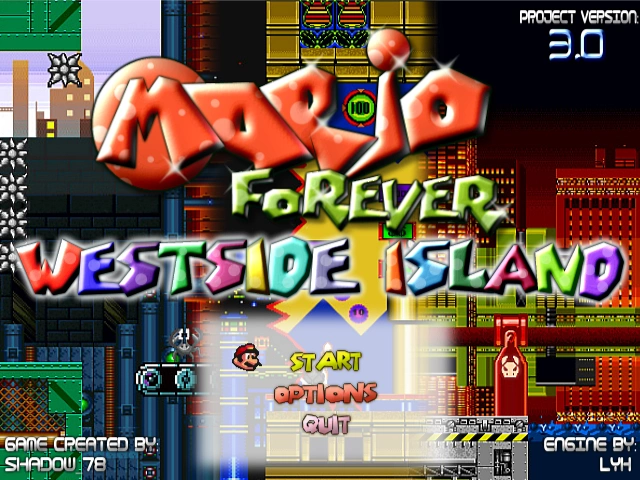 PROJECT VERSION:
3.0
MARIO
FOREVER
WESTSIDE ISLAND
START
OPTIONS
QUIT
GAME CREATED BY:
SHADOW 78
ENGINE BY:
LYH
100
10